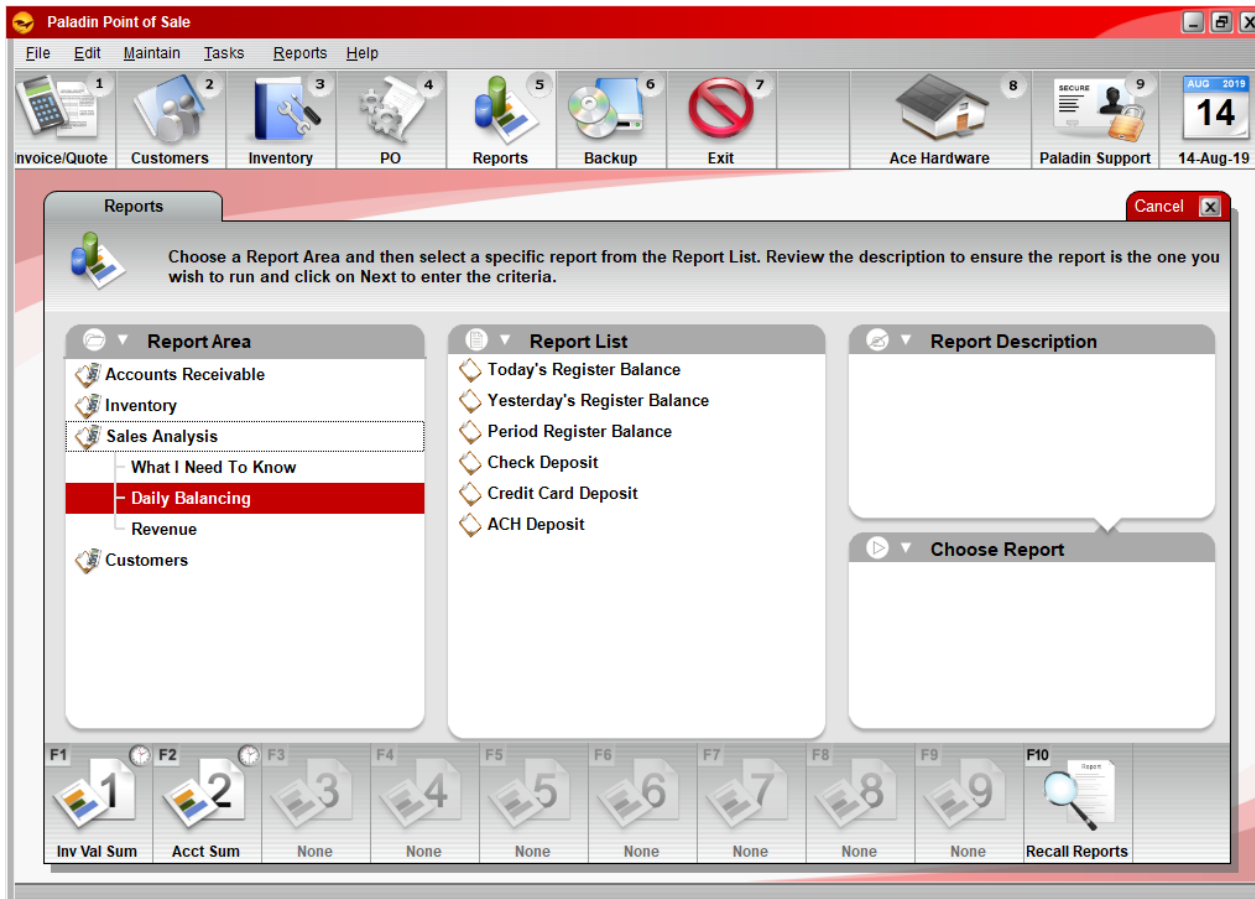 Paladin Point of Sale
File Edit Maintain Tasks Reports Help
1 2 3 4 5 6 7 8 SECURE 9 AUG 2019
14
nvoice/Quote Customers Inventory PO Reports Backup Exit Ace Hardware Paladin Support 14-Aug-19
Reports
Cancel X
Choose a Report Area and then select a specific report from the Report List. Review the description to ensure the report is the one you
wish to run and click on Next to enter the criteria.
Report Area
Accounts Receivable
Inventory
Sales Analysis
What I Need To Know
Daily Balancing
Revenue
Customers
Report List
Today's Register Balance
Yesterday's Register Balance
Period Register Balance
Check Deposit
Credit Card Deposit
ACH Deposit
Report Description
Choose Report
F1 F2 F3 F4 F5 F6 F7 F8 F9 F10
Report
1 2 3 4 5 6 7 8 9
Inv Val Sum Acct Sum None None None None None None None Recall Reports